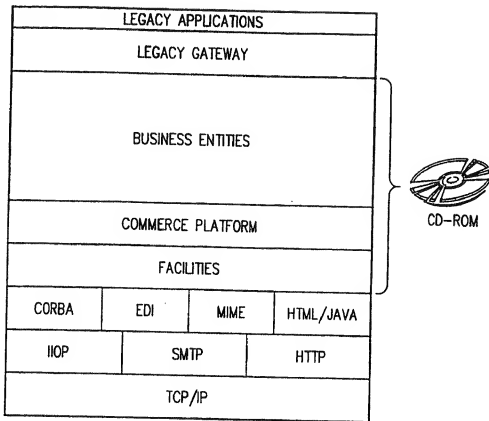 LEGACY APPLICATIONS
LEGACY GATEWAY
BUSINESS ENTITIES
CD-ROM
COMMERCE PLATFORM
FACILITIES
CORBA EDI MIME HTML/JAVA
IIOP SMTP HTTP
TCP/IP